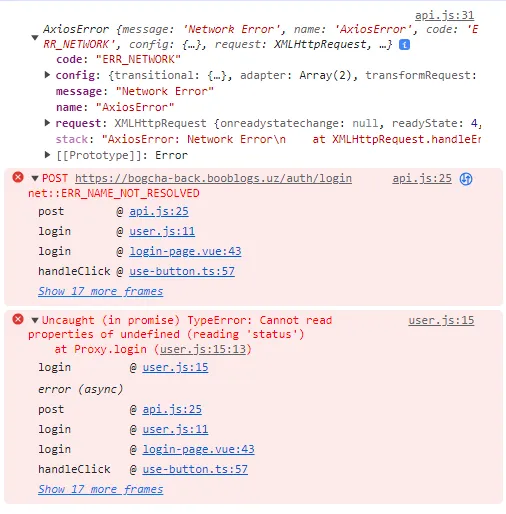 api.js:31
AxiosError {message: 'Network Error', name: 'AxiosError', code: 'E
RR_NETWORK', config: {…}, request: XMLHttpRequest, …}
code: "ERR_NETWORK"
config: {transitional: {…}, adapter: Array(2), transformRequest:
message: "Network Error"
name: "AxiosError"
request: XMLHttpRequest {onreadystatechange: null, readyState: 4,
stack: "AxiosError: Network Error\n    at XMLHttpRequest.handleEr
[[Prototype]]: Error
POST https://bogcha-back.booblogs.uz/auth/login api.js:25
net::ERR_NAME_NOT_RESOLVED
post @ api.js:25
login @ user.js:11
login @ login-page.vue:43
handleClick @ use-button.ts:57
Show 17 more frames
Uncaught (in promise) TypeError: Cannot read user.js:15
properties of undefined (reading 'status')
at Proxy.login (user.js:15:13)
login @ user.js:15
error (async)
post @ api.js:25
login @ user.js:11
login @ login-page.vue:43
handleClick @ use-button.ts:57
Show 17 more frames